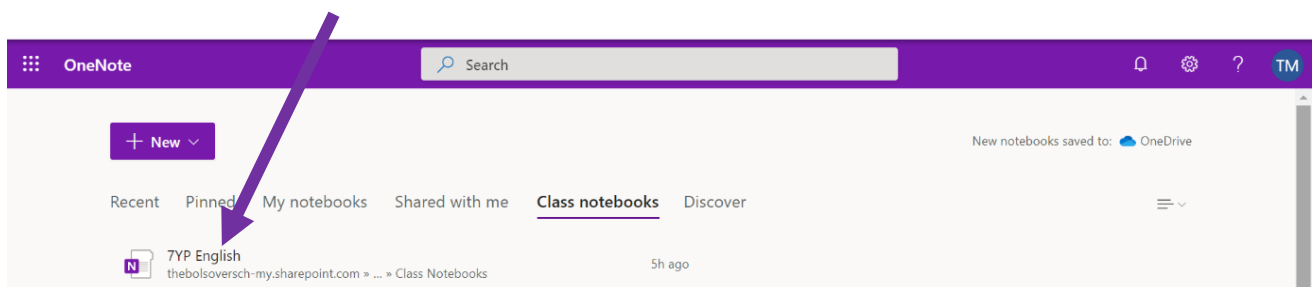 OneNote
Search
TM
New
New notebooks saved to: OneDrive
Recent Pinned My notebooks Shared with me Class notebooks Discover
7YP English
5h ago
thebolsoversch-my.sharepoint.com » ... » Class Notebooks